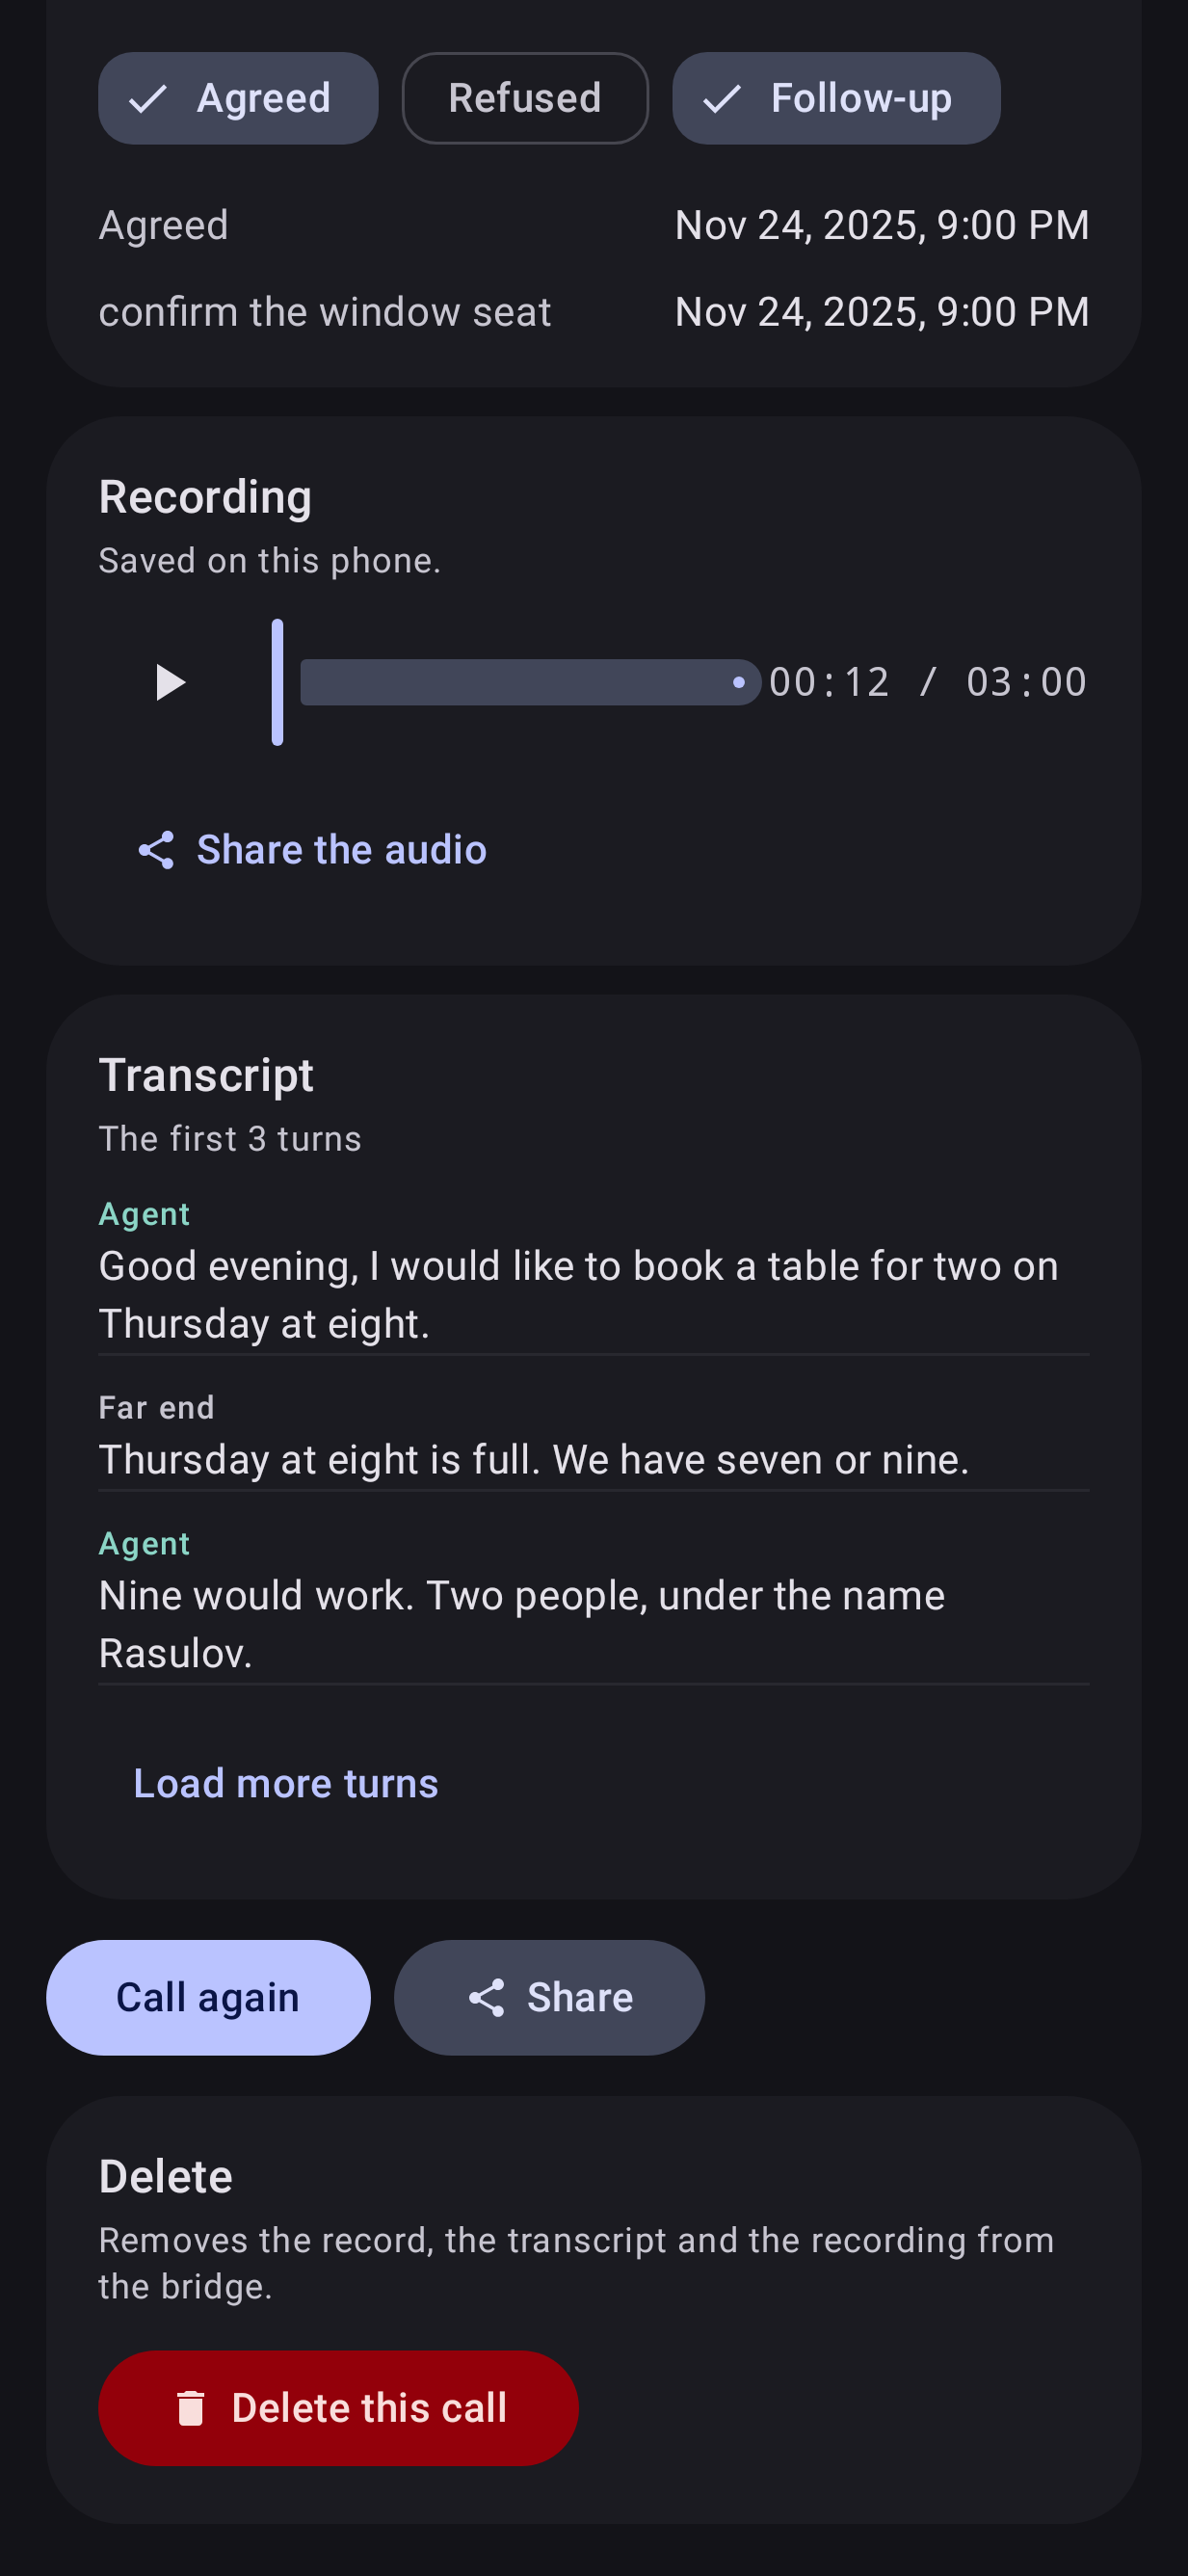 Agreed
Refused
Follow-up
Agreed
Nov 24, 2025, 9:00 PM
confirm the window seat
Nov 24, 2025, 9:00 PM
Recording
Saved on this phone.
00:12 / 03:00
Share the audio
Transcript
The first 3 turns
Agent
Good evening, I would like to book a table for two on
Thursday at eight.
Far end
Thursday at eight is full. We have seven or nine.
Agent
Nine would work. Two people, under the name
Rasulov.
Load more turns
Call again
Share
Delete
Removes the record, the transcript and the recording from
the bridge.
Delete this call